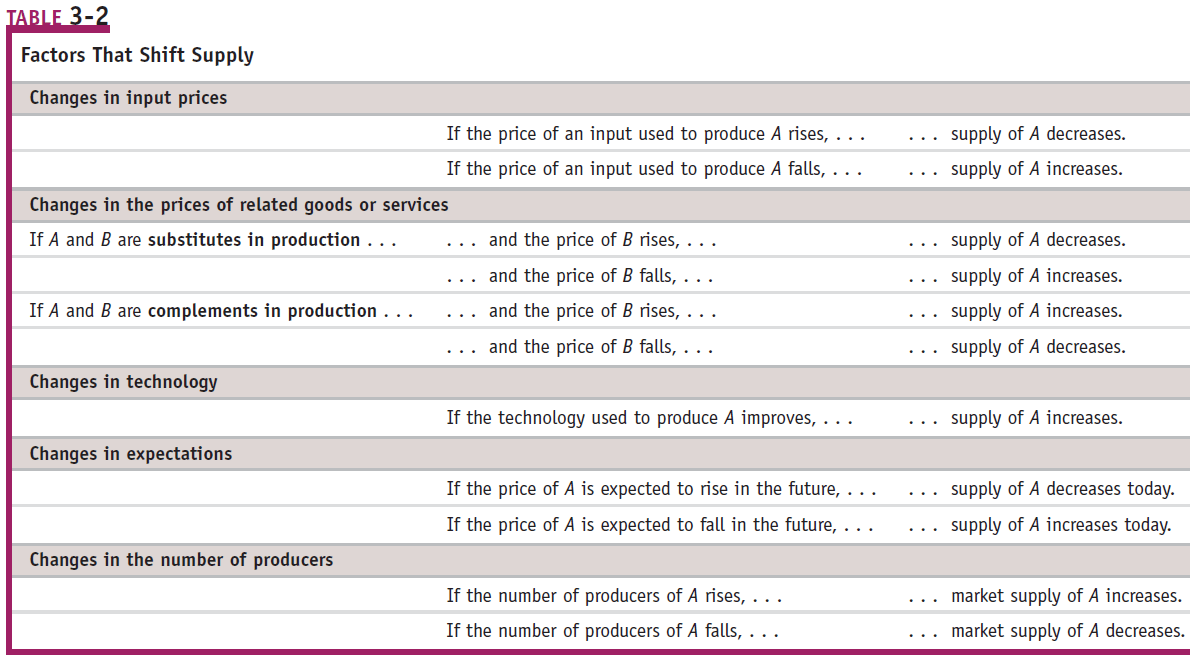 TABLE 3-2
Factors That Shift Supply
Changes in input prices
If the price of an input used to produce A rises, . . . . . . supply of A decreases.
If the price of an input used to produce A falls, . . . . . . supply of A increases.
Changes in the prices of related goods or services
If A and B are substitutes in production . . . . . . and the price of B rises, . . . . . . supply of A decreases.
. . . and the price of B falls, . . . . . . supply of A increases.
If A and B are complements in production . . . . . . and the price of B rises, . . . . . . supply of A increases.
. . . and the price of B falls, . . . . . . supply of A decreases.
Changes in technology
If the technology used to produce A improves, . . . . . . supply of A increases.
Changes in expectations
If the price of A is expected to rise in the future, . . . . . . supply of A decreases today.
If the price of A is expected to fall in the future, . . . . . . supply of A increases today.
Changes in the number of producers
If the number of producers of A rises, . . . . . . market supply of A increases.
If the number of producers of A falls, . . . . . . market supply of A decreases.